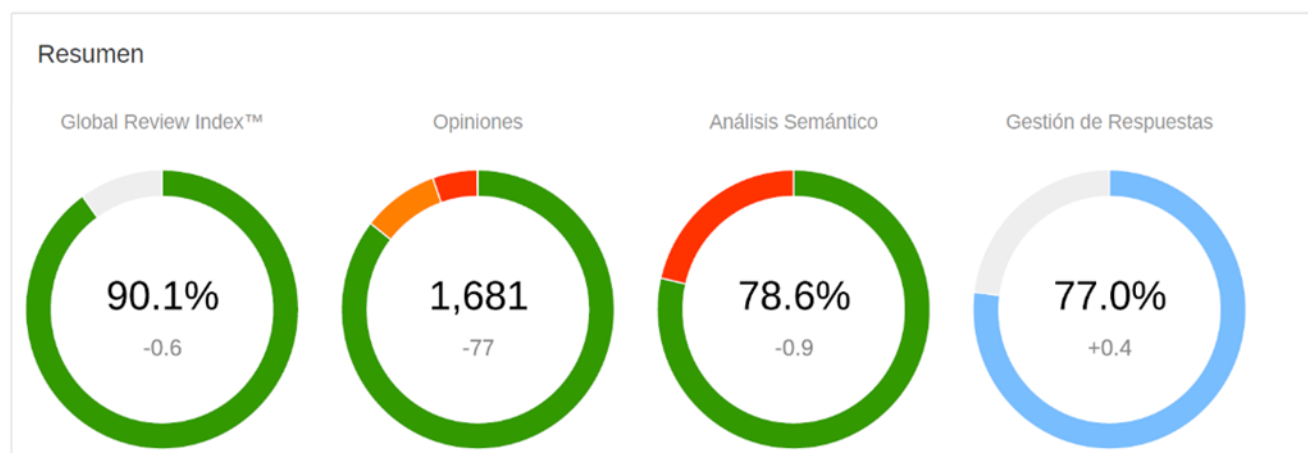 Resumen
Global Review Index™
Opiniones
Análisis Semántico
Gestión de Respuestas
90.1%
1,681
78.6%
77.0%
-0.6
-77
-0.9
+0.4